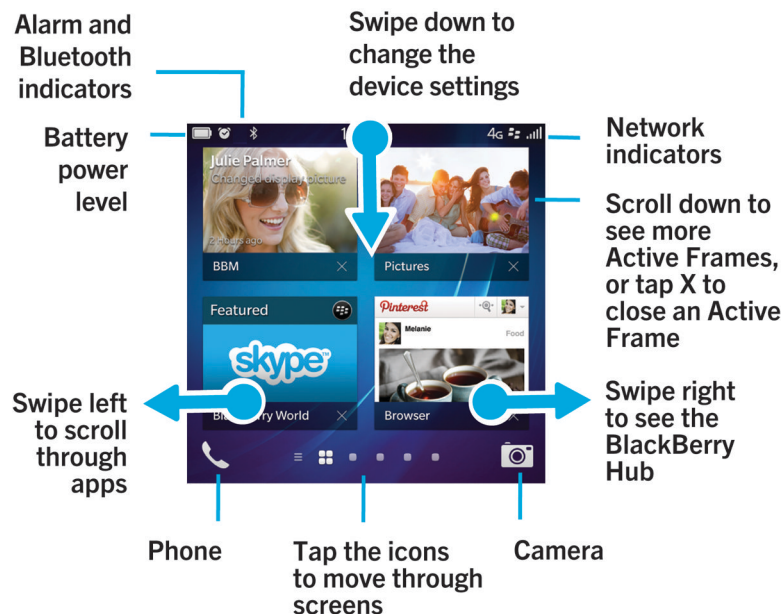 Alarm and
Bluetooth
indicators
Swipe down to
change the
device settings
Battery
power
level
4G
Network
indicators
Julie Palmer
Changed display picture
2 Hours ago
BBM
Pictures
Scroll down to
see more
Active Frames,
or tap X to
close an Active
Frame
Featured
skype
Pinterest
Melanie
Food
Browser
Swipe left
to scroll
through
apps
Swipe right
to see the
BlackBerry
Hub
Phone
Tap the icons
to move through
screens
Camera